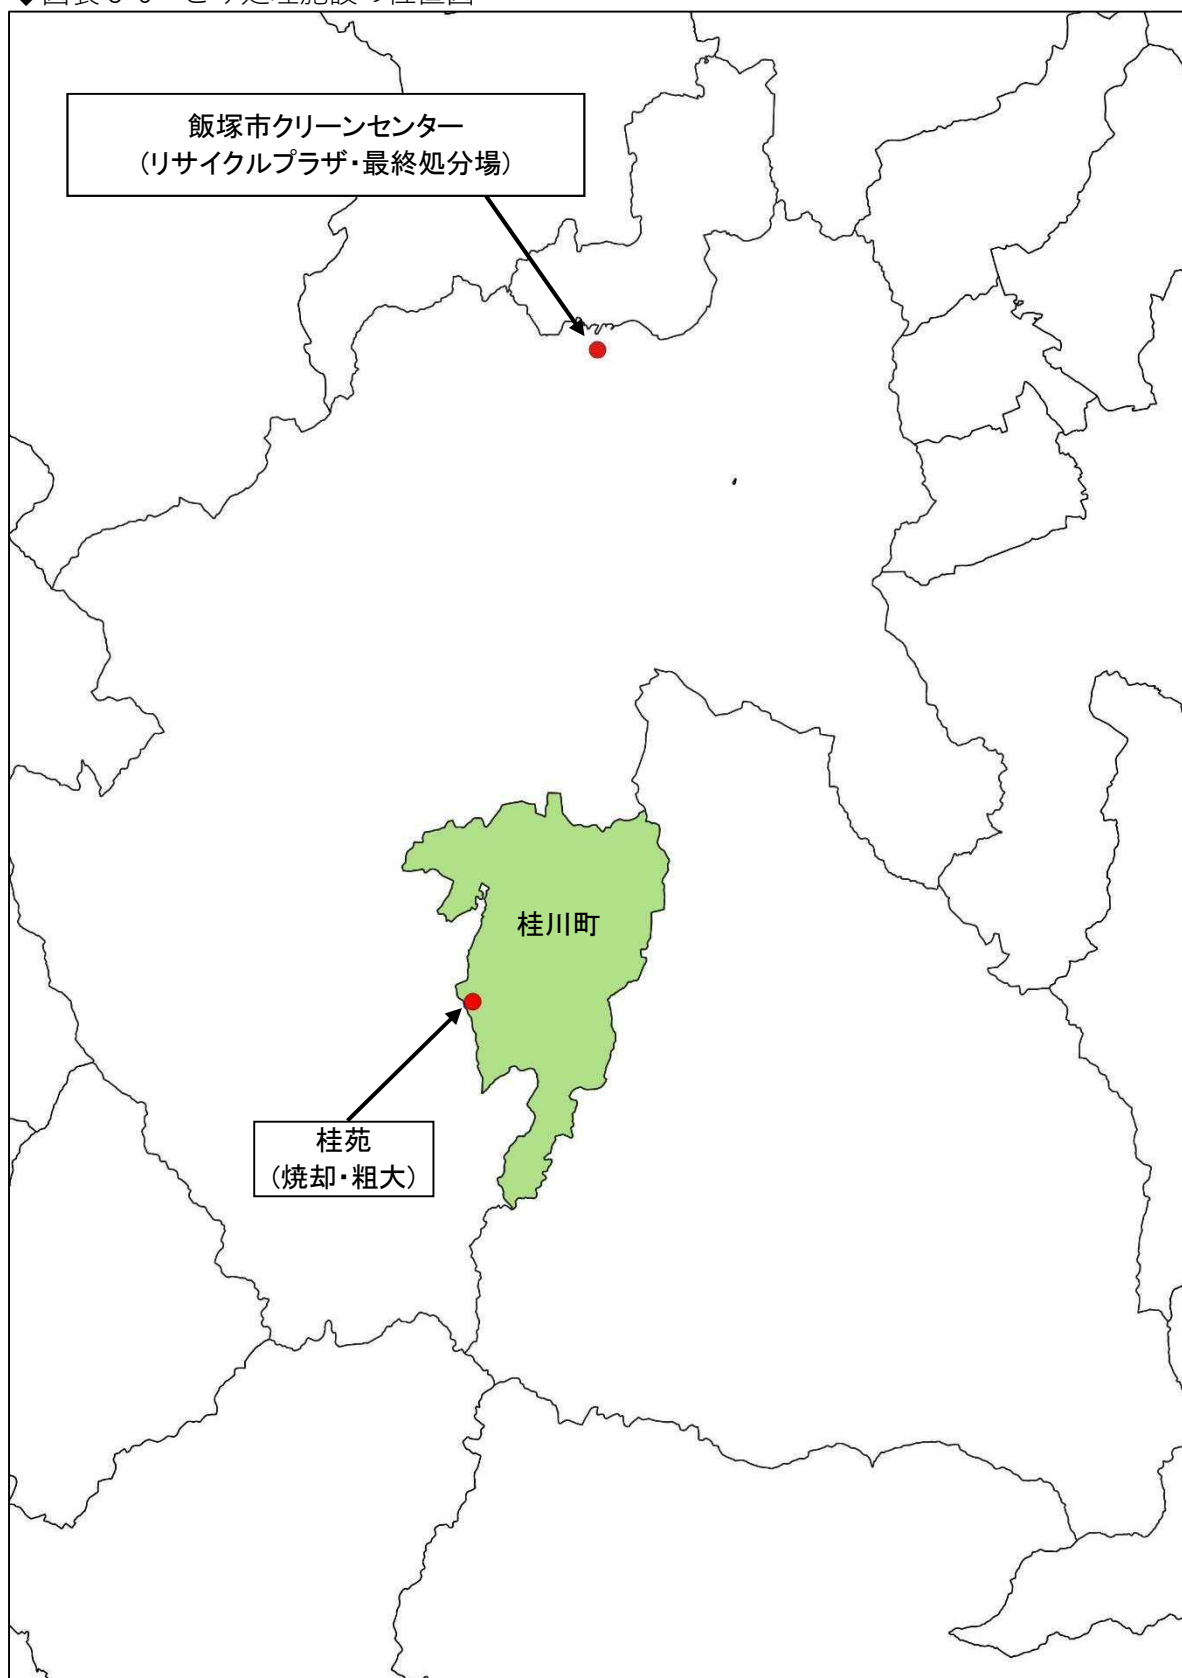 飯塚市クリーンセンター
(リサイクルプラザ・最終処分場)
桂川町
桂苑
(焼却・粗大)